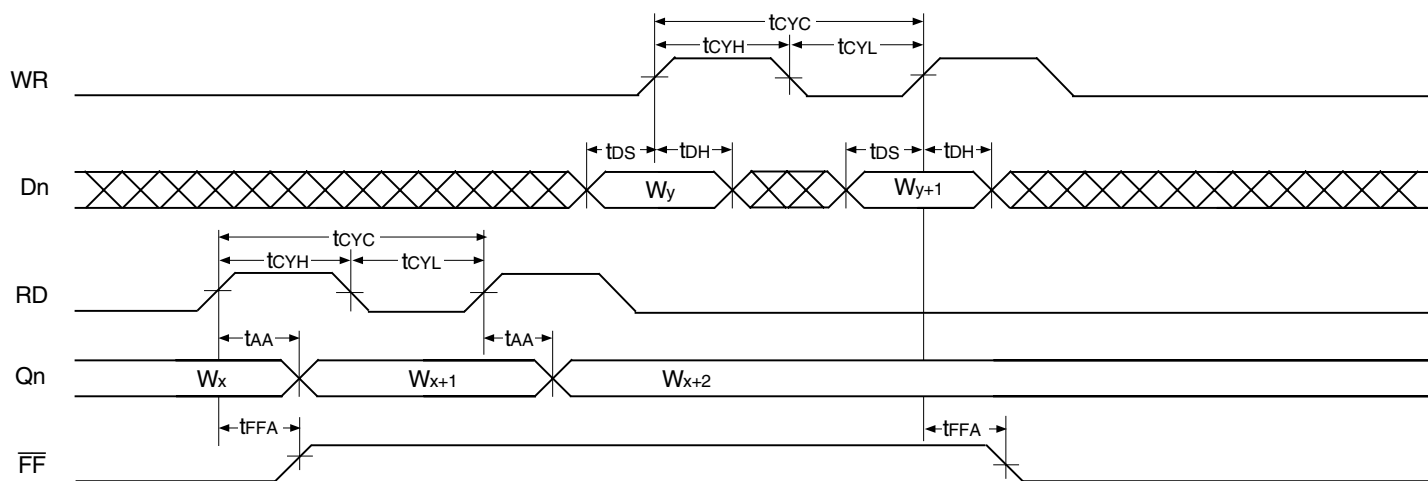 tCYC
tCYH tCYL
WR
tDS tDH tDS tDH
Dn Wy Wy+1
tCYC
tCYH tCYL
RD
tAA tAA
Qn Wx Wx+1 Wx+2
tFFA tFFA
F̅F̅